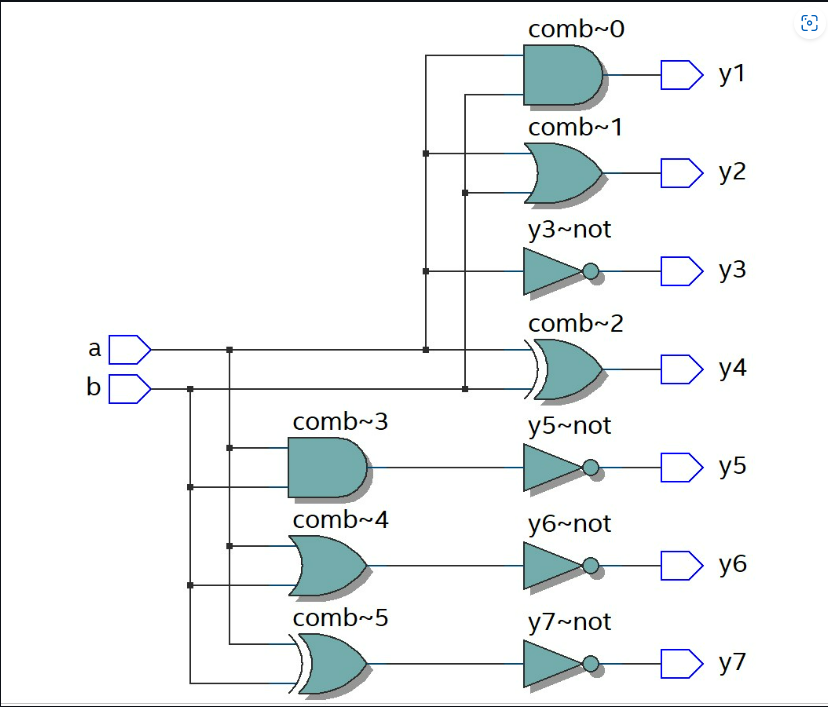 comb~0
y1
comb~1
y2
y3~not
y3
comb~2
a
y4
b
comb~3
y5~not
y5
comb~4
y6~not
y6
comb~5
y7~not
y7